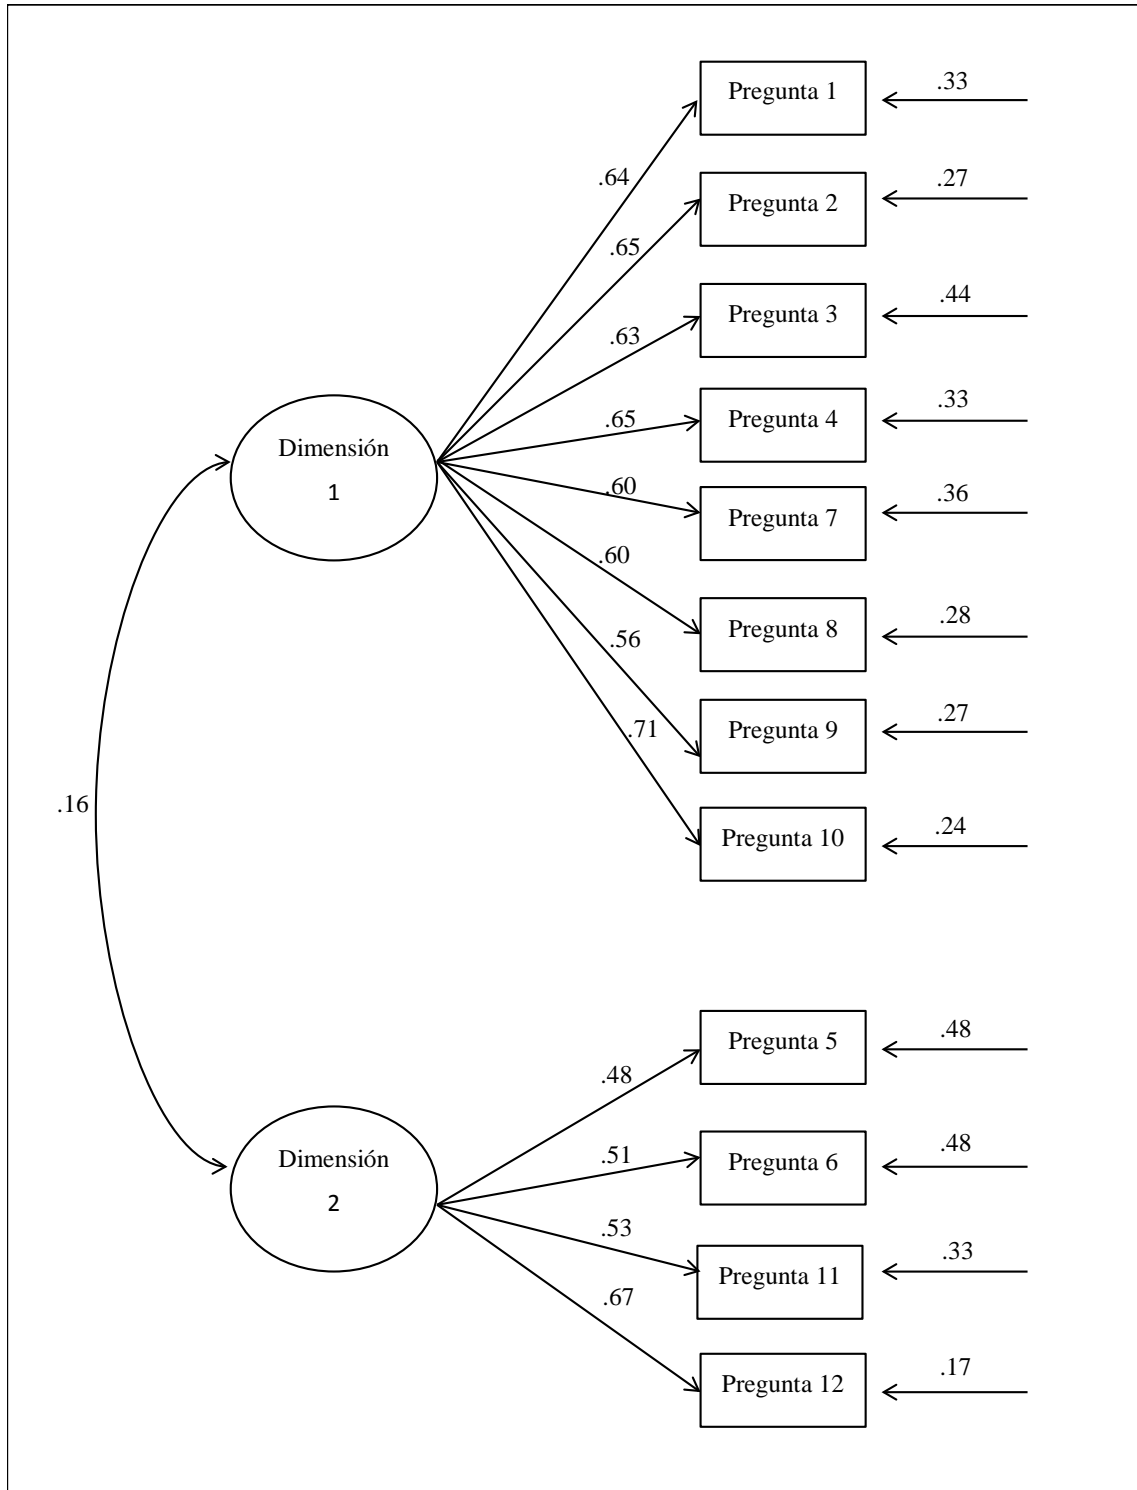 Pregunta 1
.33
.64
Pregunta 2
.27
.65
Pregunta 3
.44
.63
Pregunta 4
.33
.65
Dimensión
1
Pregunta 7
.36
.60
Pregunta 8
.28
.60
Pregunta 9
.27
.56
Pregunta 10
.24
.71
.16
Pregunta 5
.48
.48
Dimensión
2
Pregunta 6
.48
.51
Pregunta 11
.33
.53
Pregunta 12
.17
.67